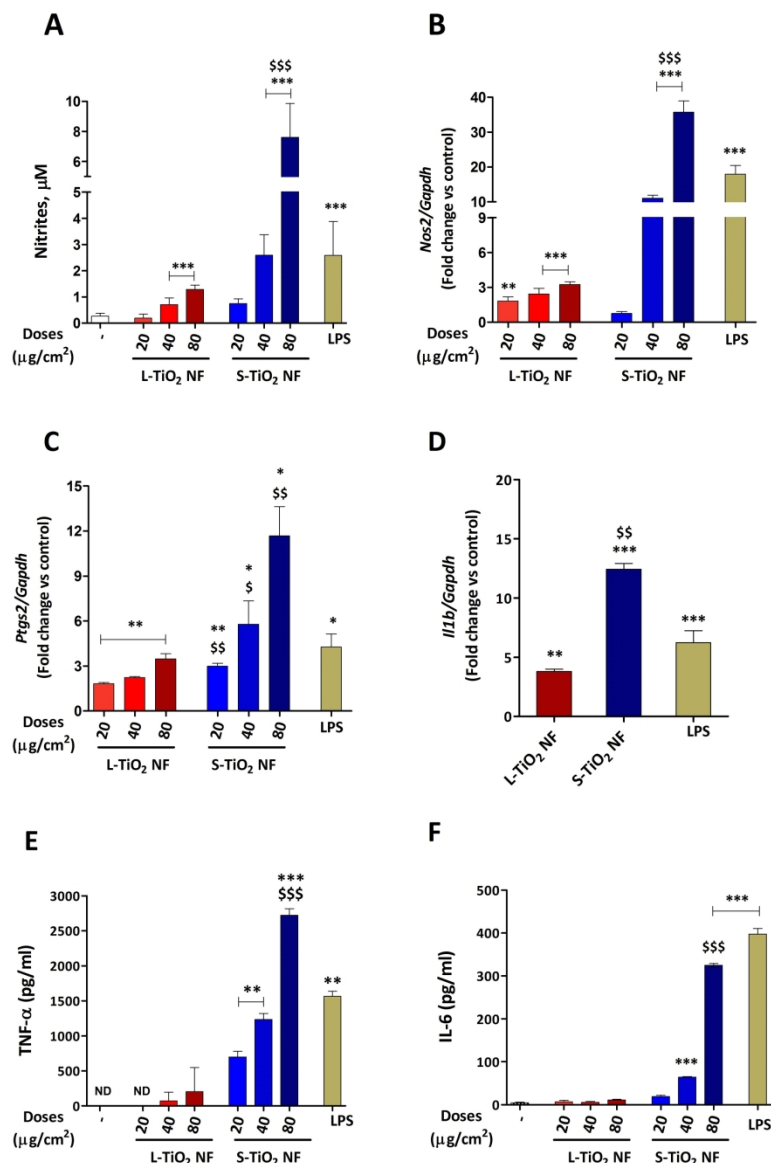 A
Nitrites, μM
10
8
6
4
3
2
1
0
$$$
***
***
***
Doses
(μg/cm²)
-
20
40
80
20
40
80
LPS
L-TiO₂ NF
S-TiO₂ NF
B
Nos2/Gapdh
(Fold change vs control)
40
30
20
10
9
6
3
0
**
***
$$$
***
***
Doses
(μg/cm²)
20
40
80
20
40
80
LPS
L-TiO₂ NF
S-TiO₂ NF
C
Ptgs2/Gapdh
(Fold change vs control)
15
12
9
6
3
0
**
**
$$
*
$
*
$$
*
Doses
(μg/cm²)
20
40
80
20
40
80
LPS
L-TiO₂ NF
S-TiO₂ NF
D
Il1b/Gapdh
(Fold change vs control)
20
15
10
5
0
**
$$
***
***
L-TiO₂ NF
S-TiO₂ NF
LPS
E
TNF-α (pg/ml)
3000
2500
2000
1500
1000
500
0
ND
ND
**
***
$$$
**
Doses
(μg/cm²)
-
20
40
80
20
40
80
LPS
L-TiO₂ NF
S-TiO₂ NF
F
IL-6 (pg/ml)
500
400
300
200
100
0
***
$$$
***
Doses
(μg/cm²)
-
20
40
80
20
40
80
LPS
L-TiO₂ NF
S-TiO₂ NF